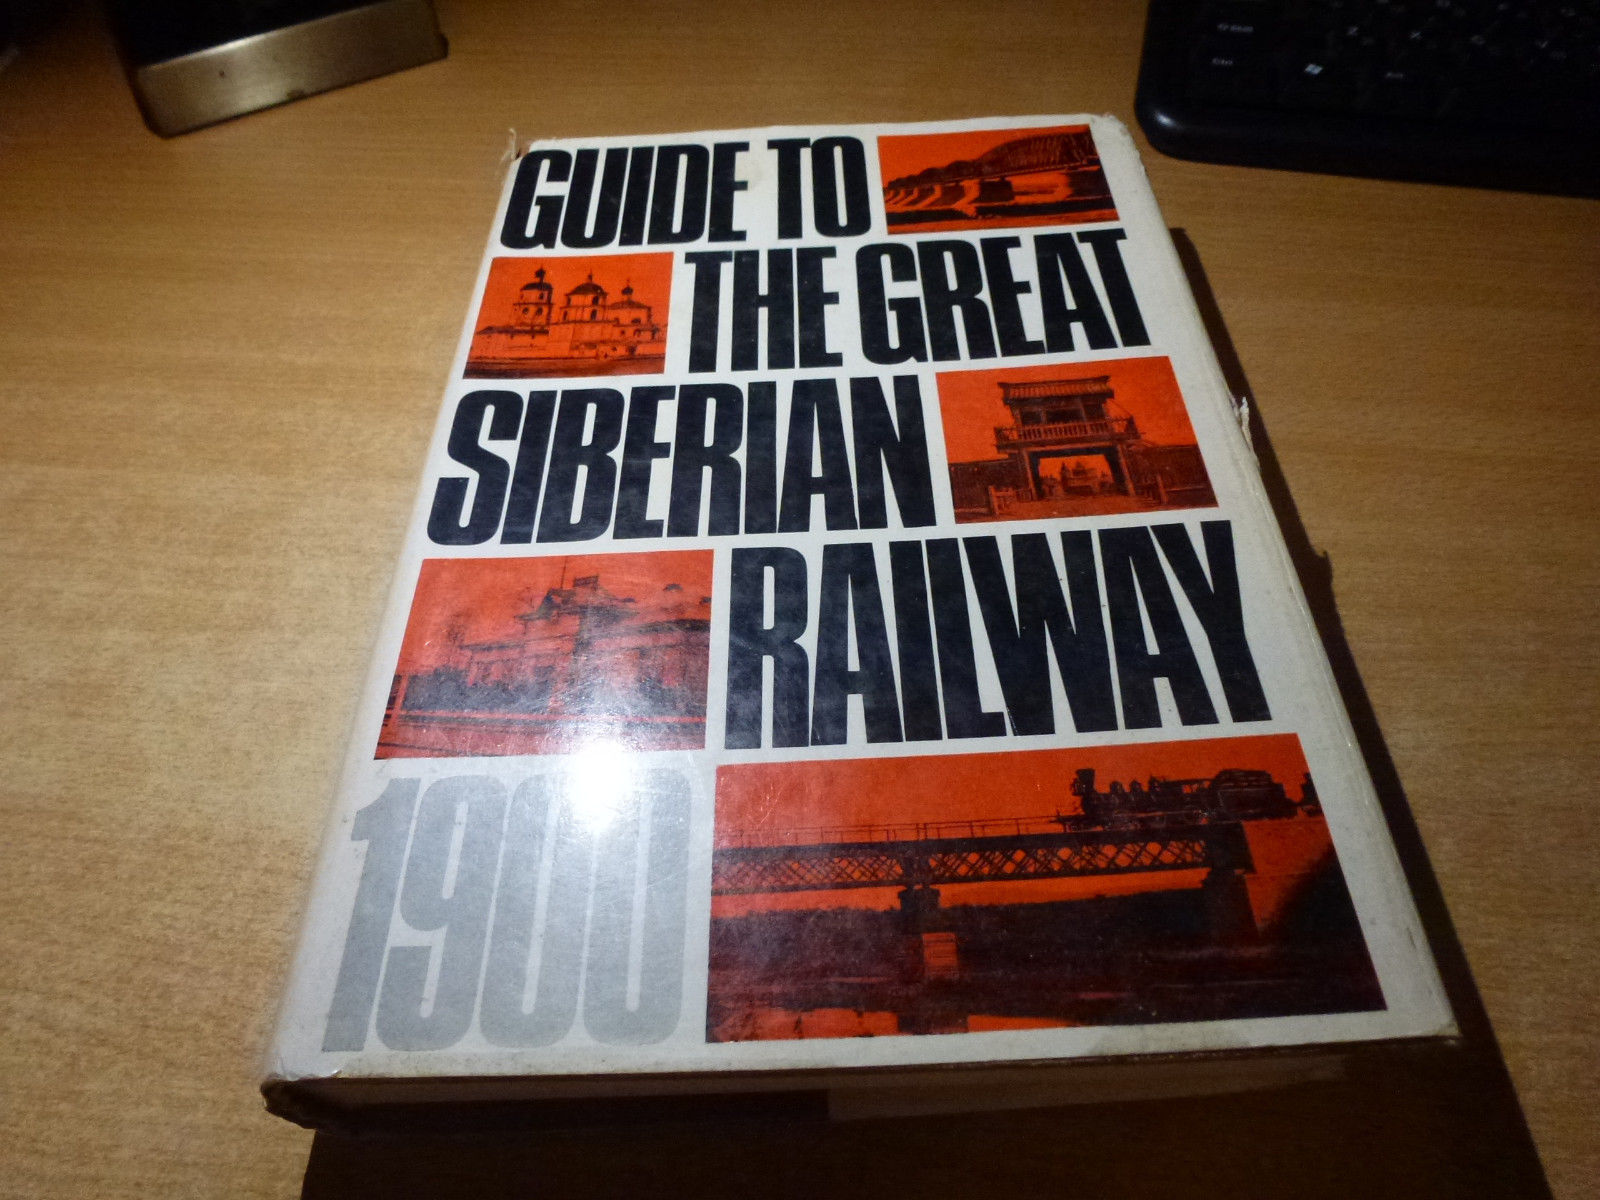 GUIDE TO
THE GREAT
SIBERIAN
RAILWAY
1900